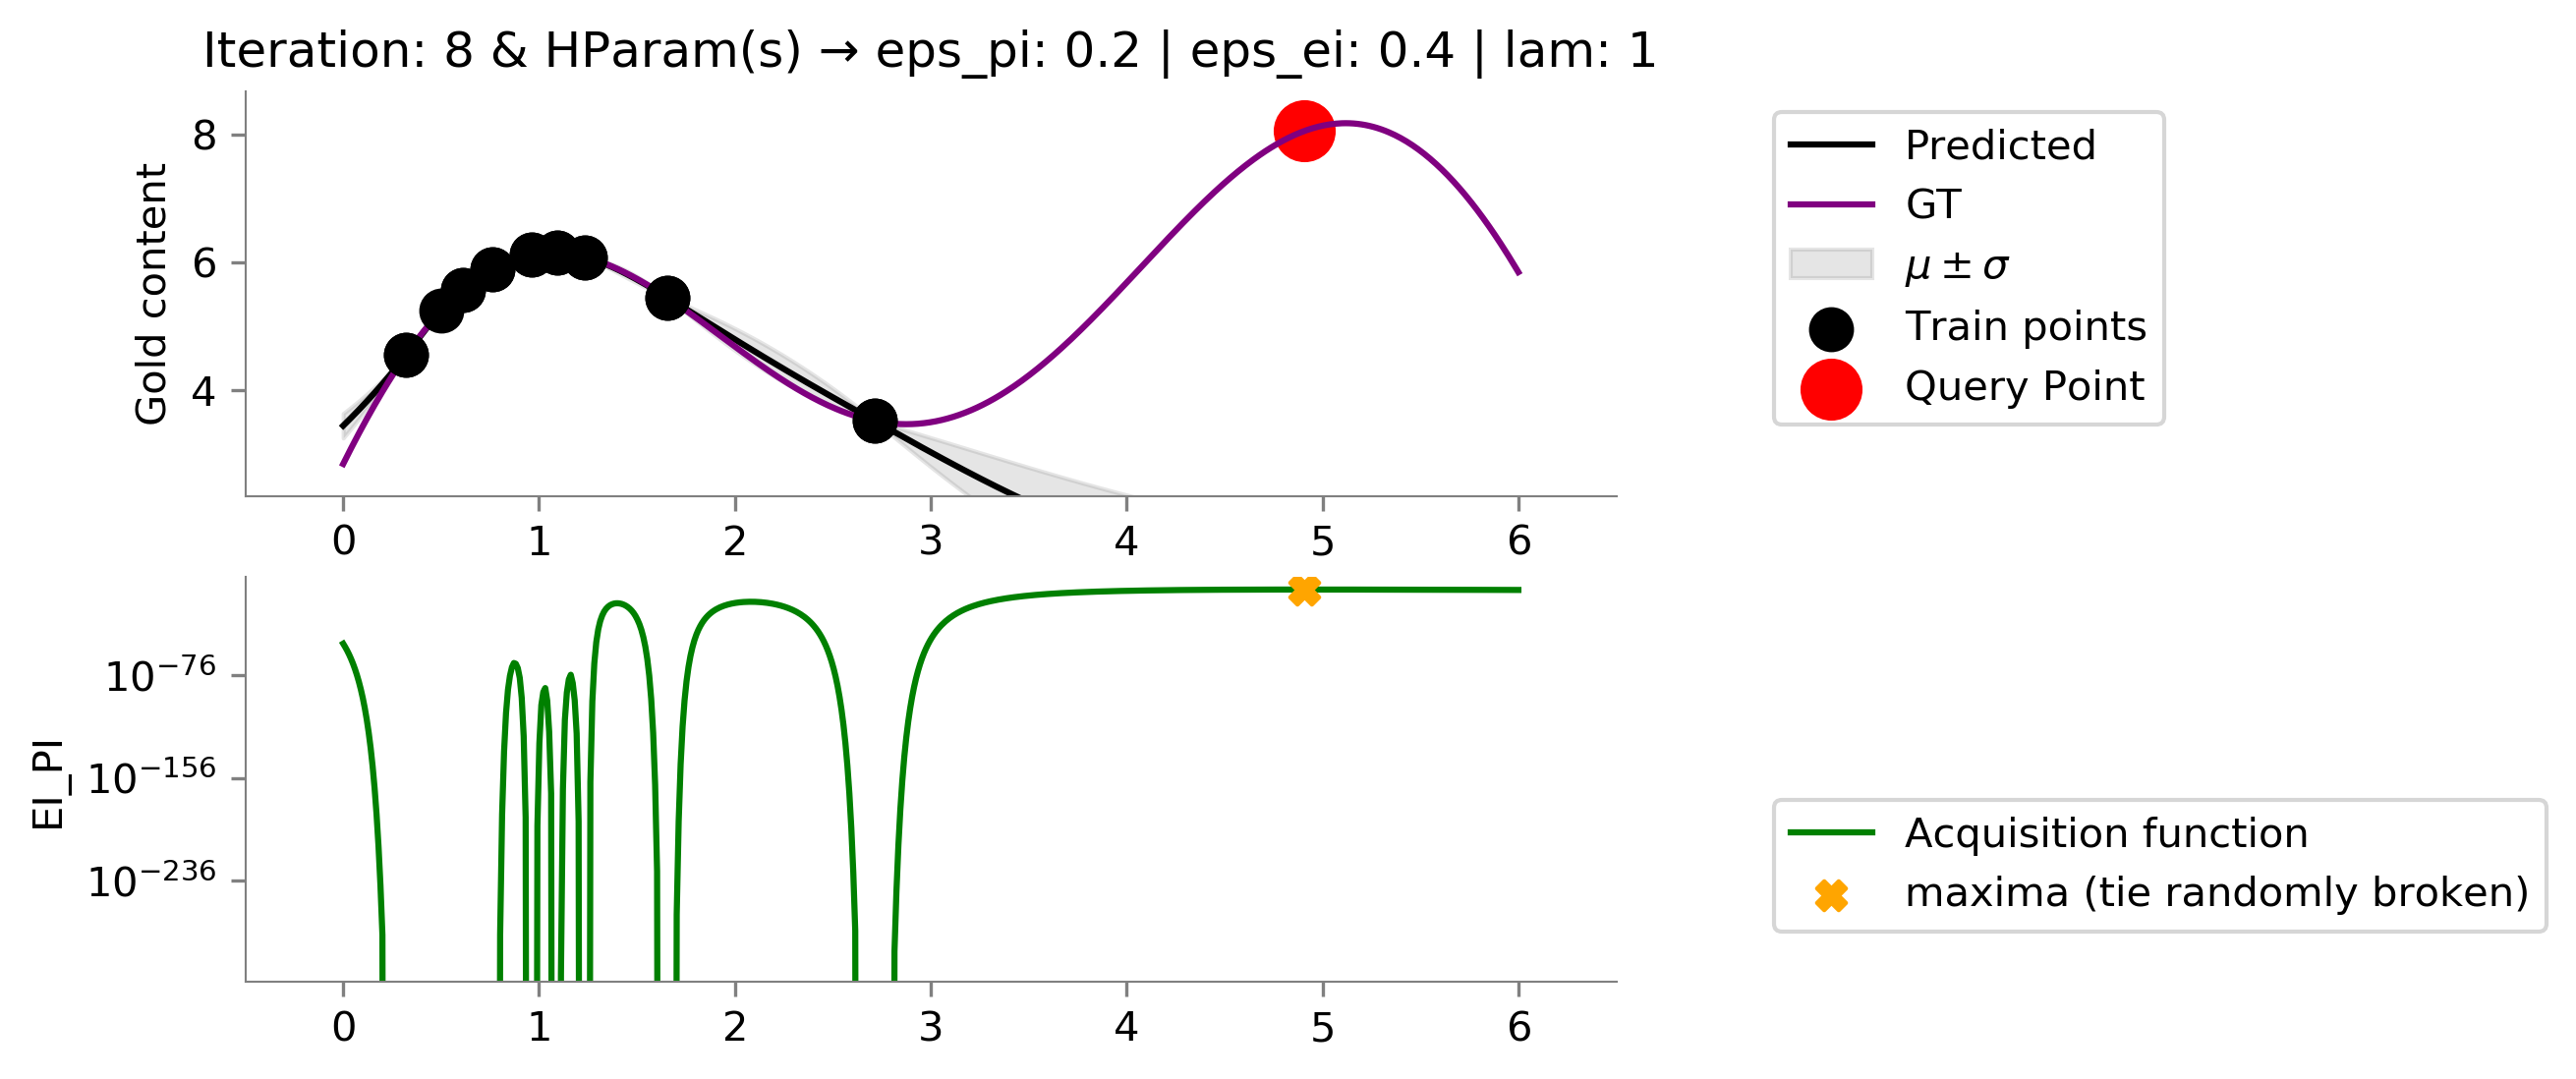 Iteration: 8 & HParam(s) → eps_pi: 0.2 | eps_ei: 0.4 | lam: 1
Gold content
8
6
4
0 1 2 3 4 5 6
Predicted
GT
μ ± σ
Train points
Query Point
EI_PI
10⁻⁷⁶
10⁻¹⁵⁶
10⁻²³⁶
0 1 2 3 4 5 6
Acquisition function
maxima (tie randomly broken)